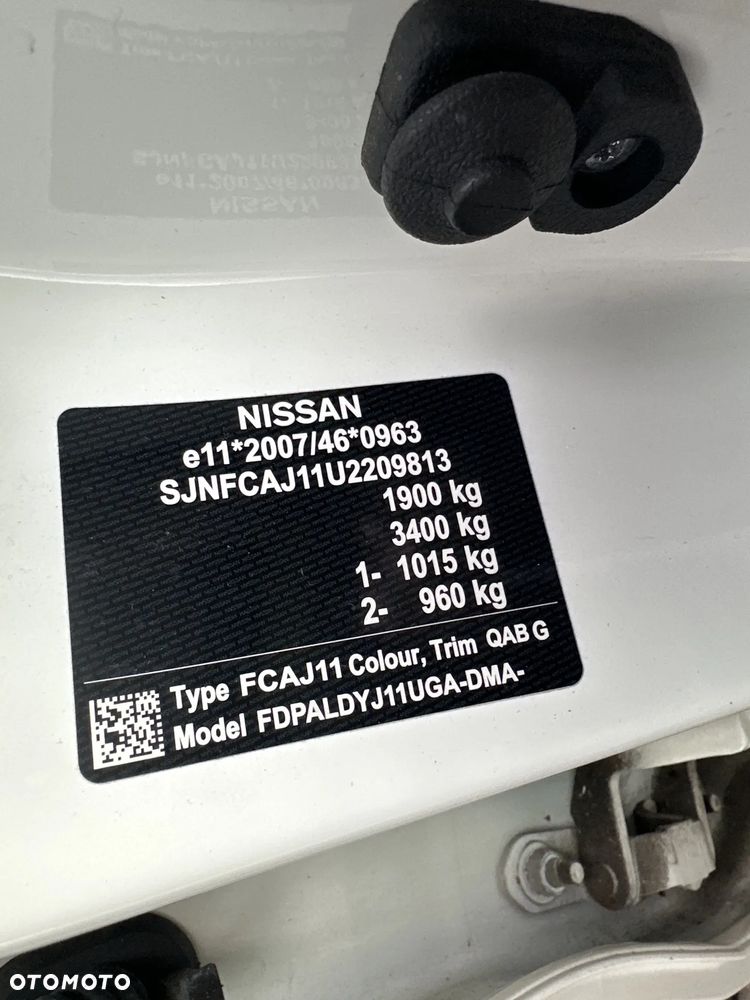 NISSAN
e11*2007/46*0963
SJNFCAJ11U2209813
1900 kg
3400 kg
1- 1015 kg
2- 960 kg
Type FCAJ11 Colour, Trim QAB G
Model FDPALDYJ11UGA-DMA-
OTOMOTO